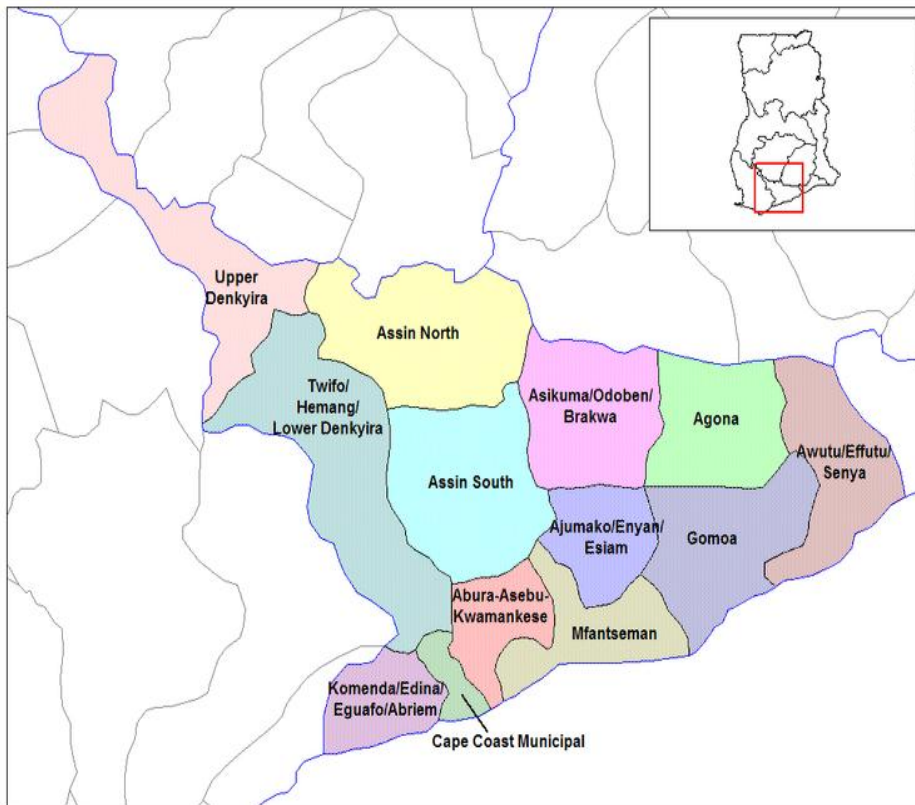 Upper
Denkyira
Assin North
Twifo/
Hemang/
Lower Denkyira
Asikuma/Odoben/
Brakwa
Agona
Awutu/Effutu/
Senya
Assin South
Ajumako/Enyan/
Esiam
Gomoa
Abura-Asebu-
Kwamankese
Mfantseman
Komenda/Edina/
Eguafo/Abriem
Cape Coast Municipal